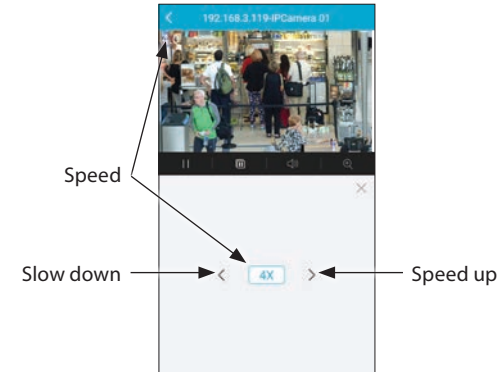 192.168.3.119-IPCamera 01
Speed
Slow down
4X
Speed up